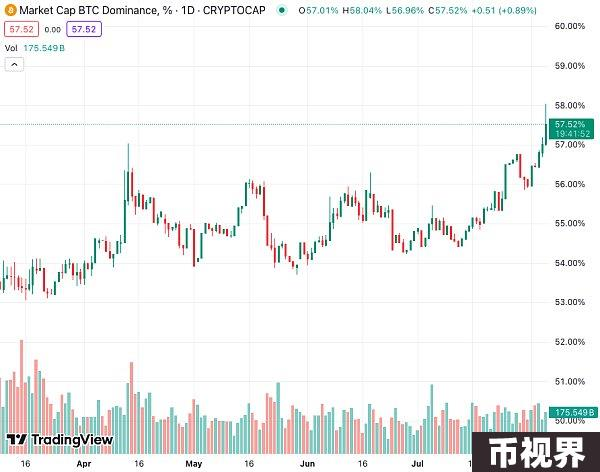 Market Cap BTC Dominance, % · 1D · CRYPTOCAP O57.01% H58.04% L56.96% C57.52% +0.51 (+0.89%)
57.52 0.00 57.52
Vol 175.549B
60.00%
59.00%
58.00%
57.52%
19:41:52
57.00%
56.00%
55.00%
54.00%
53.00%
52.00%
51.00%
175.549B
50.00%
TradingView
16 Apr 16 May 16 Jun 16 Jul 16
币视界